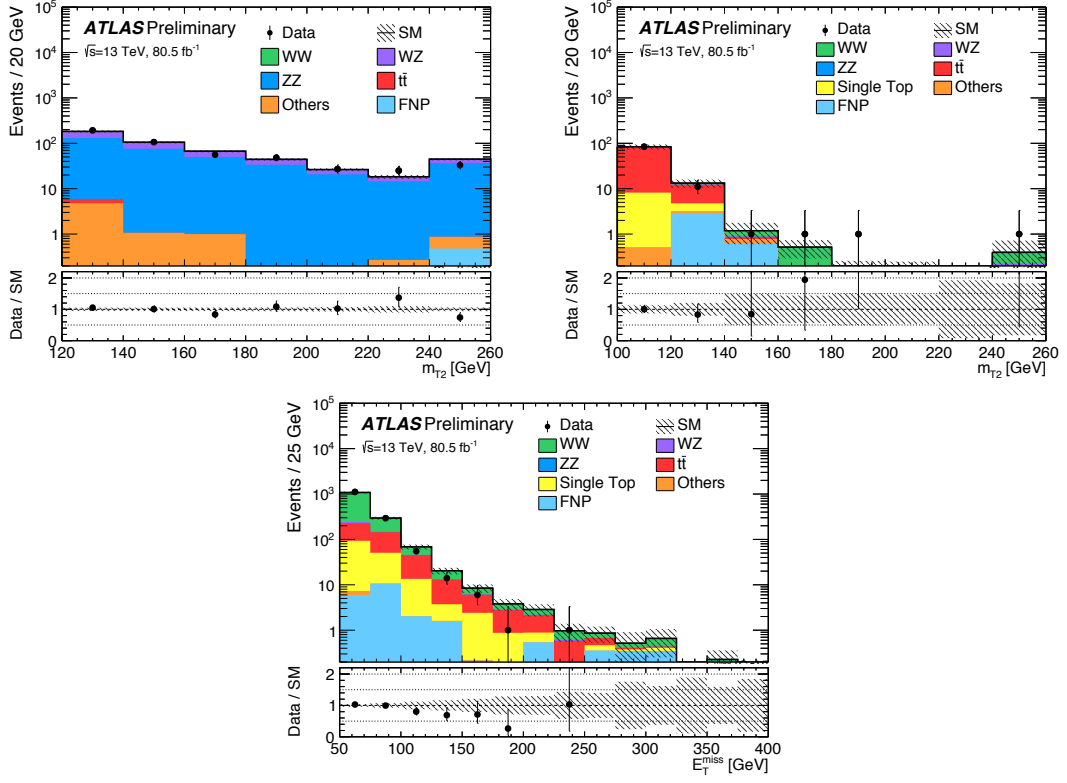 ATLAS Preliminary
√s=13 TeV, 80.5 fb⁻¹
Data
SM
WW
WZ
ZZ
tt̄
Others
FNP
Events / 20 GeV
10⁵
10⁴
10³
10²
10
1
Data / SM
2
1
0
120 140 160 180 200 220 240 260
m_T2 [GeV]
ATLAS Preliminary
√s=13 TeV, 80.5 fb⁻¹
Data
SM
WW
WZ
ZZ
tt̄
Single Top
Others
FNP
Events / 20 GeV
10⁵
10⁴
10³
10²
10
1
Data / SM
2
1
0
100 120 140 160 180 200 220 240 260
m_T2 [GeV]
ATLAS Preliminary
√s=13 TeV, 80.5 fb⁻¹
Data
SM
WW
WZ
ZZ
tt̄
Single Top
Others
FNP
Events / 25 GeV
10⁵
10⁴
10³
10²
10
1
Data / SM
2
1
0
50 100 150 200 250 300 350 400
E_T^miss [GeV]